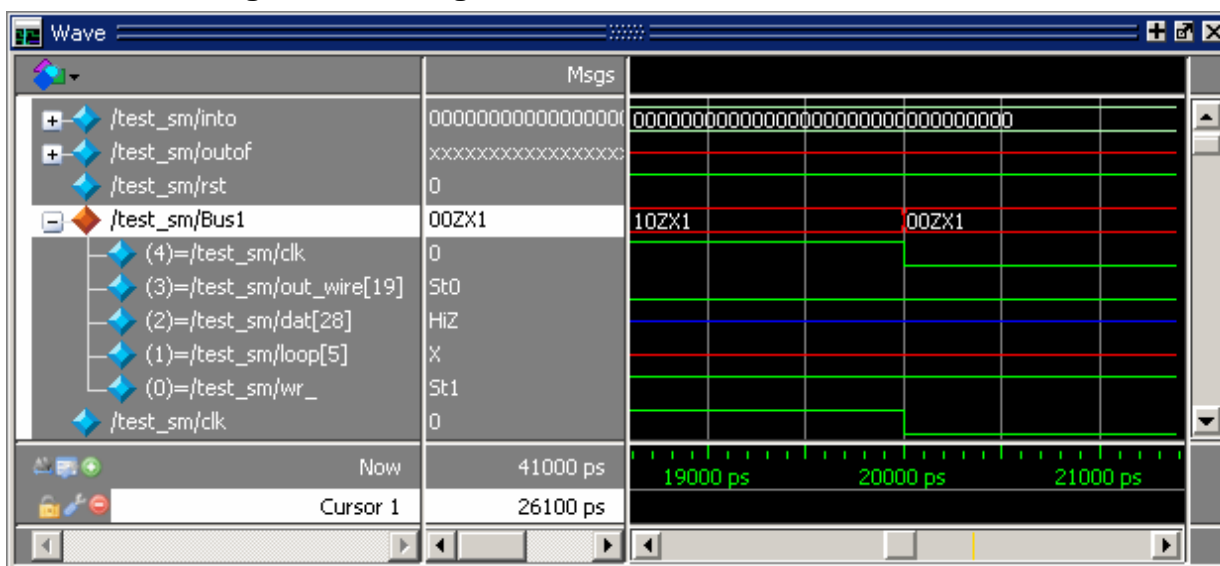 Wave
Msgs
/test_sm/into 0000000000000000 00000000000000000000000000000000
/test_sm/outof xxxxxxxxxxxxxxxx
/test_sm/rst 0
/test_sm/Bus1 00ZX1 10ZX1 00ZX1
(4)=/test_sm/clk 0
(3)=/test_sm/out_wire[19] St0
(2)=/test_sm/dat[28] HiZ
(1)=/test_sm/loop[5] X
(0)=/test_sm/wr_ St1
/test_sm/clk 0
Now 41000 ps 19000 ps 20000 ps 21000 ps
Cursor 1 26100 ps